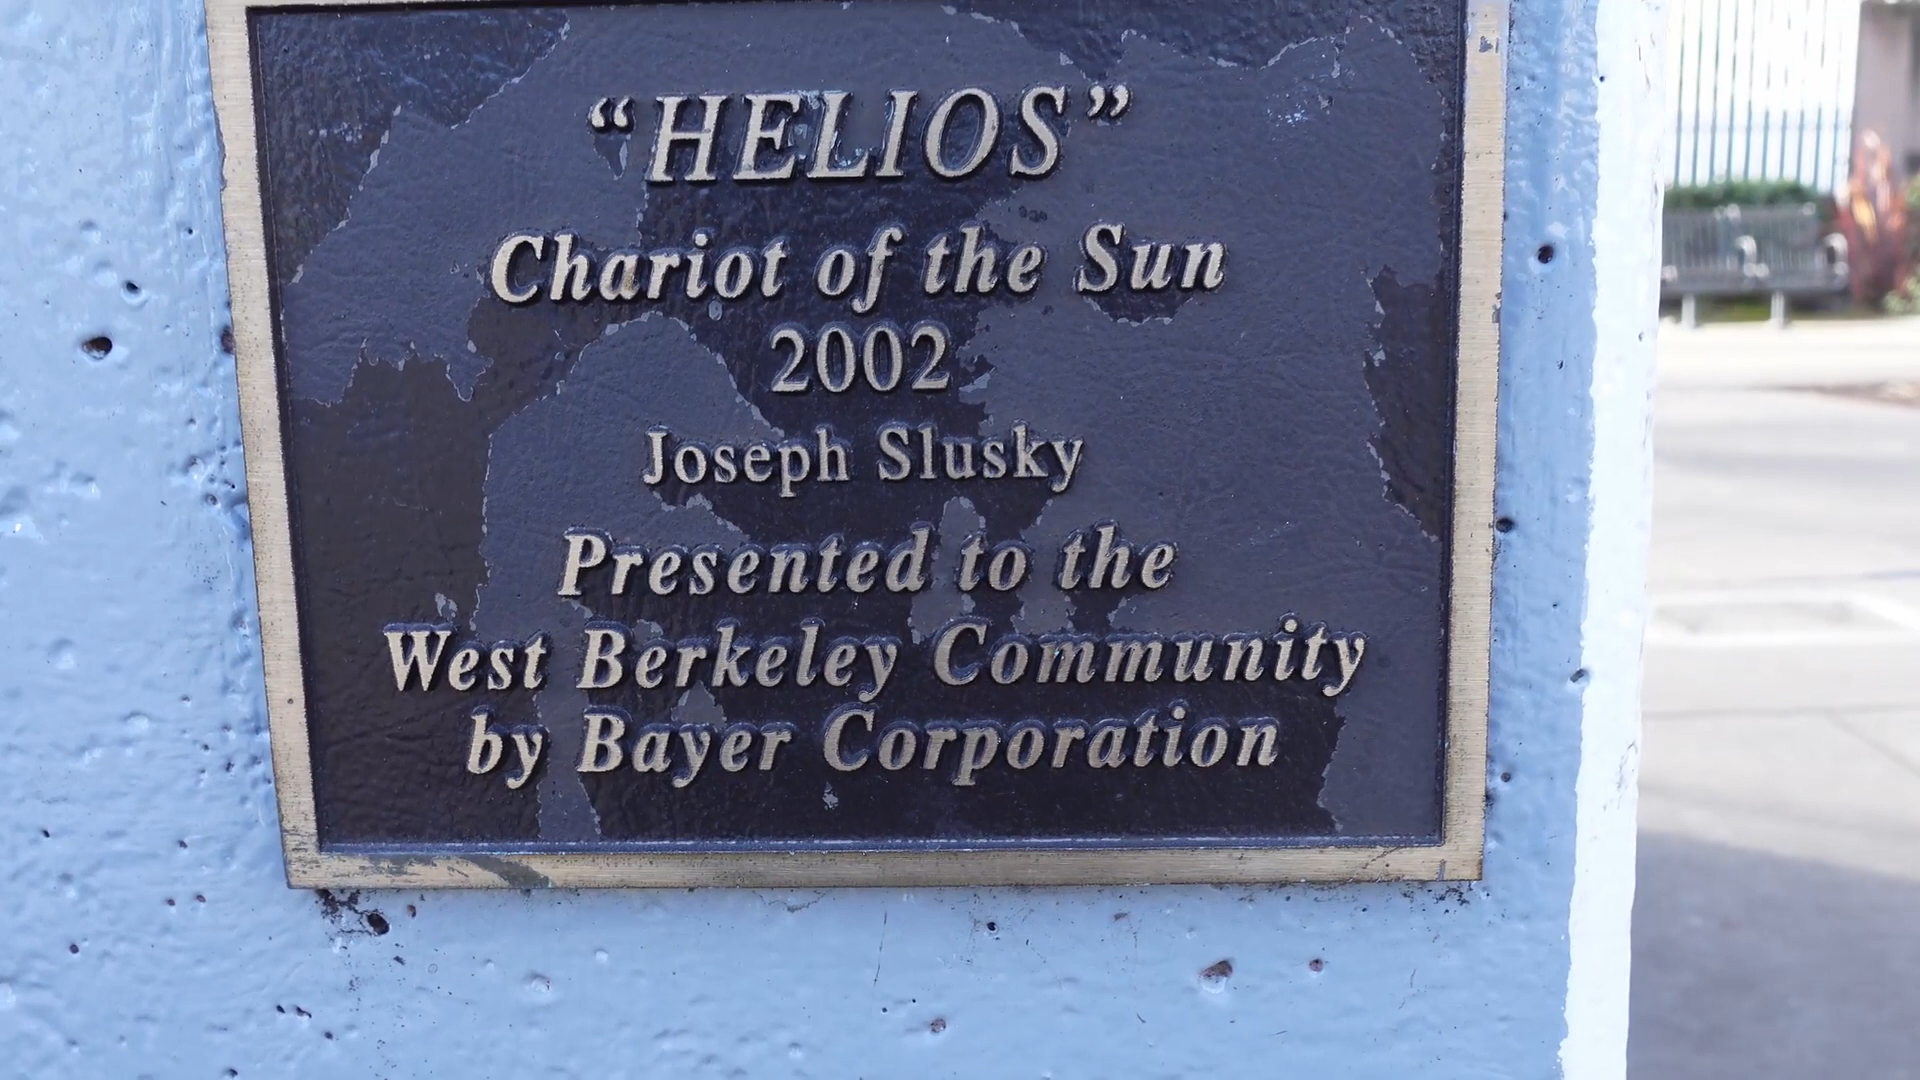 “HELIOS”
Chariot of the Sun
2002
Joseph Slusky
Presented to the
West Berkeley Community
by Bayer Corporation